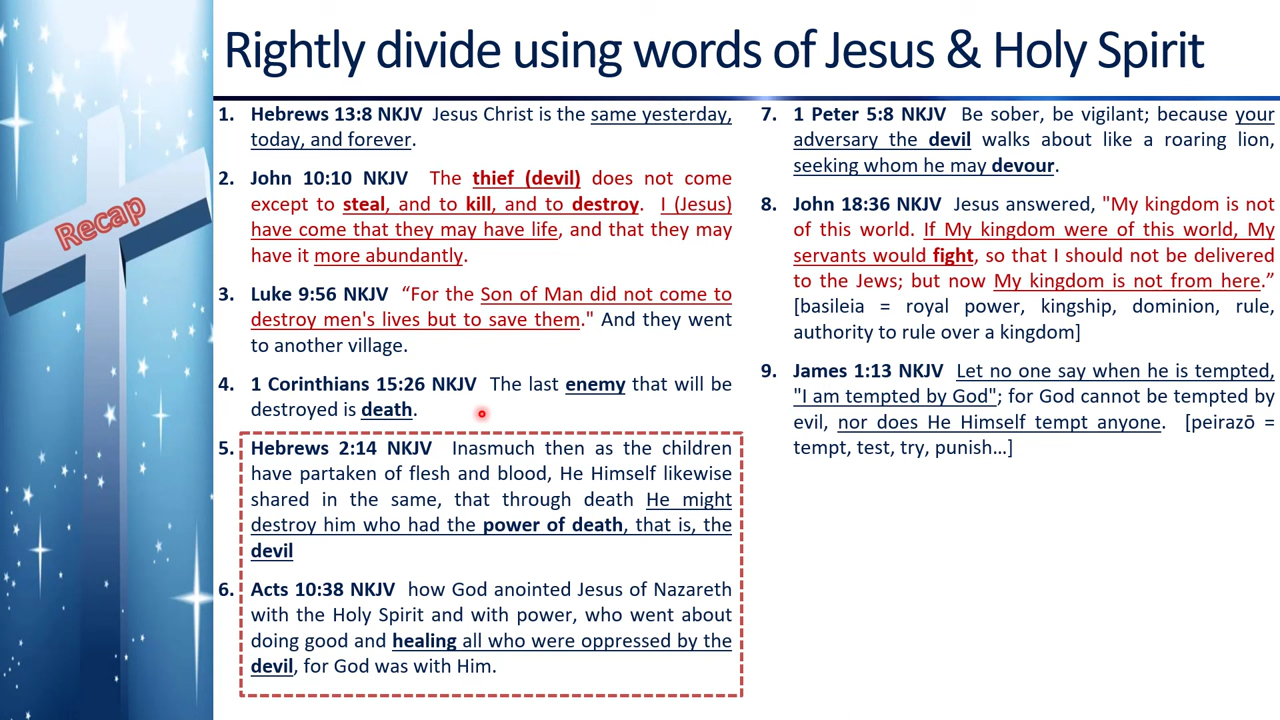 Rightly divide using words of Jesus & Holy Spirit
Recap
1. Hebrews 13:8 NKJV Jesus Christ is the same yesterday,
today, and forever.
2. John 10:10 NKJV The thief (devil) does not come
except to steal, and to kill, and to destroy. I (Jesus)
have come that they may have life, and that they may
have it more abundantly.
3. Luke 9:56 NKJV “For the Son of Man did not come to
destroy men's lives but to save them." And they went
to another village.
4. 1 Corinthians 15:26 NKJV The last enemy that will be
destroyed is death.
5. Hebrews 2:14 NKJV Inasmuch then as the children
have partaken of flesh and blood, He Himself likewise
shared in the same, that through death He might
destroy him who had the power of death, that is, the
devil
6. Acts 10:38 NKJV how God anointed Jesus of Nazareth
with the Holy Spirit and with power, who went about
doing good and healing all who were oppressed by the
devil, for God was with Him.
7. 1 Peter 5:8 NKJV Be sober, be vigilant; because your
adversary the devil walks about like a roaring lion,
seeking whom he may devour.
8. John 18:36 NKJV Jesus answered, "My kingdom is not
of this world. If My kingdom were of this world, My
servants would fight, so that I should not be delivered
to the Jews; but now My kingdom is not from here.”
[basileia = royal power, kingship, dominion, rule,
authority to rule over a kingdom]
9. James 1:13 NKJV Let no one say when he is tempted,
"I am tempted by God"; for God cannot be tempted by
evil, nor does He Himself tempt anyone. [peirazō =
tempt, test, try, punish…]